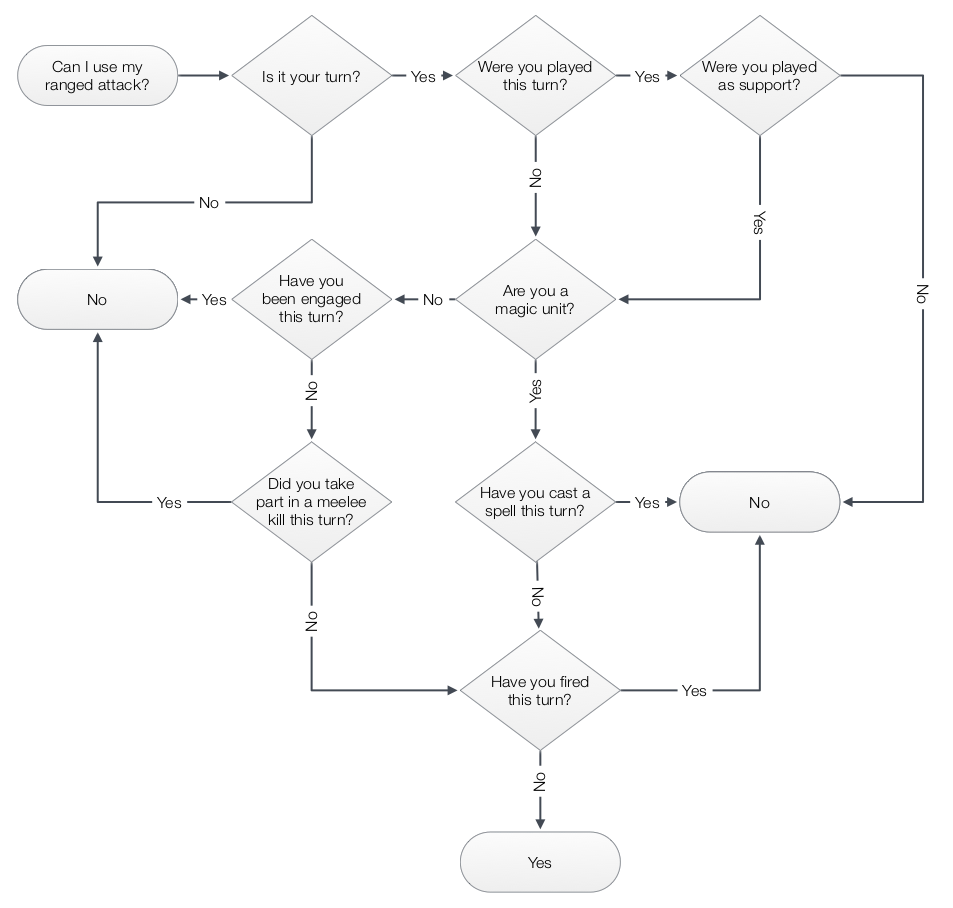 Can I use my
ranged attack?
Is it your turn?
Yes
Were you played
this turn?
Yes
Were you played
as support?
No
No
Yes
No
No
Yes
Have you
been engaged
this turn?
No
Are you a
magic unit?
No
Yes
Yes
Did you take
part in a meelee
kill this turn?
Have you cast a
spell this turn?
Yes
No
No
No
Have you fired
this turn?
Yes
No
Yes